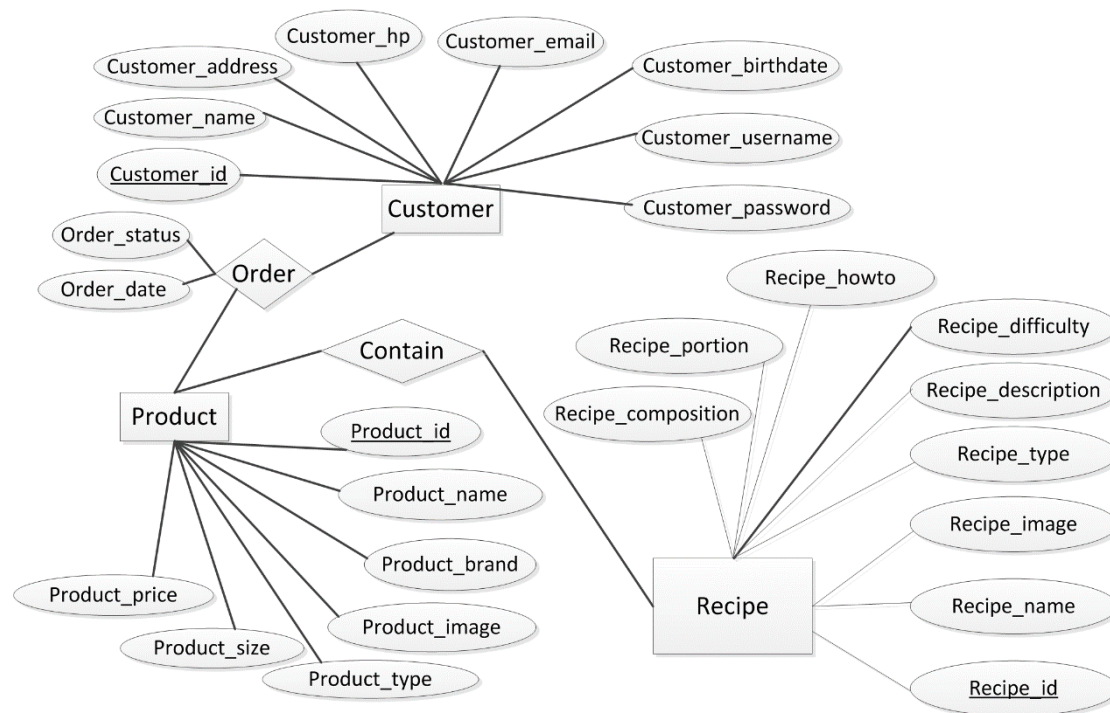 Customer_hp
Customer_email
Customer_address
Customer_birthdate
Customer_name
Customer_username
Customer_id
Customer_password
Customer
Order_status
Order
Order_date
Recipe_howto
Recipe_difficulty
Contain
Recipe_portion
Recipe_description
Recipe_composition
Product
Product_id
Recipe_type
Product_name
Recipe_image
Product_brand
Product_price
Recipe
Recipe_name
Product_image
Product_size
Product_type
Recipe_id